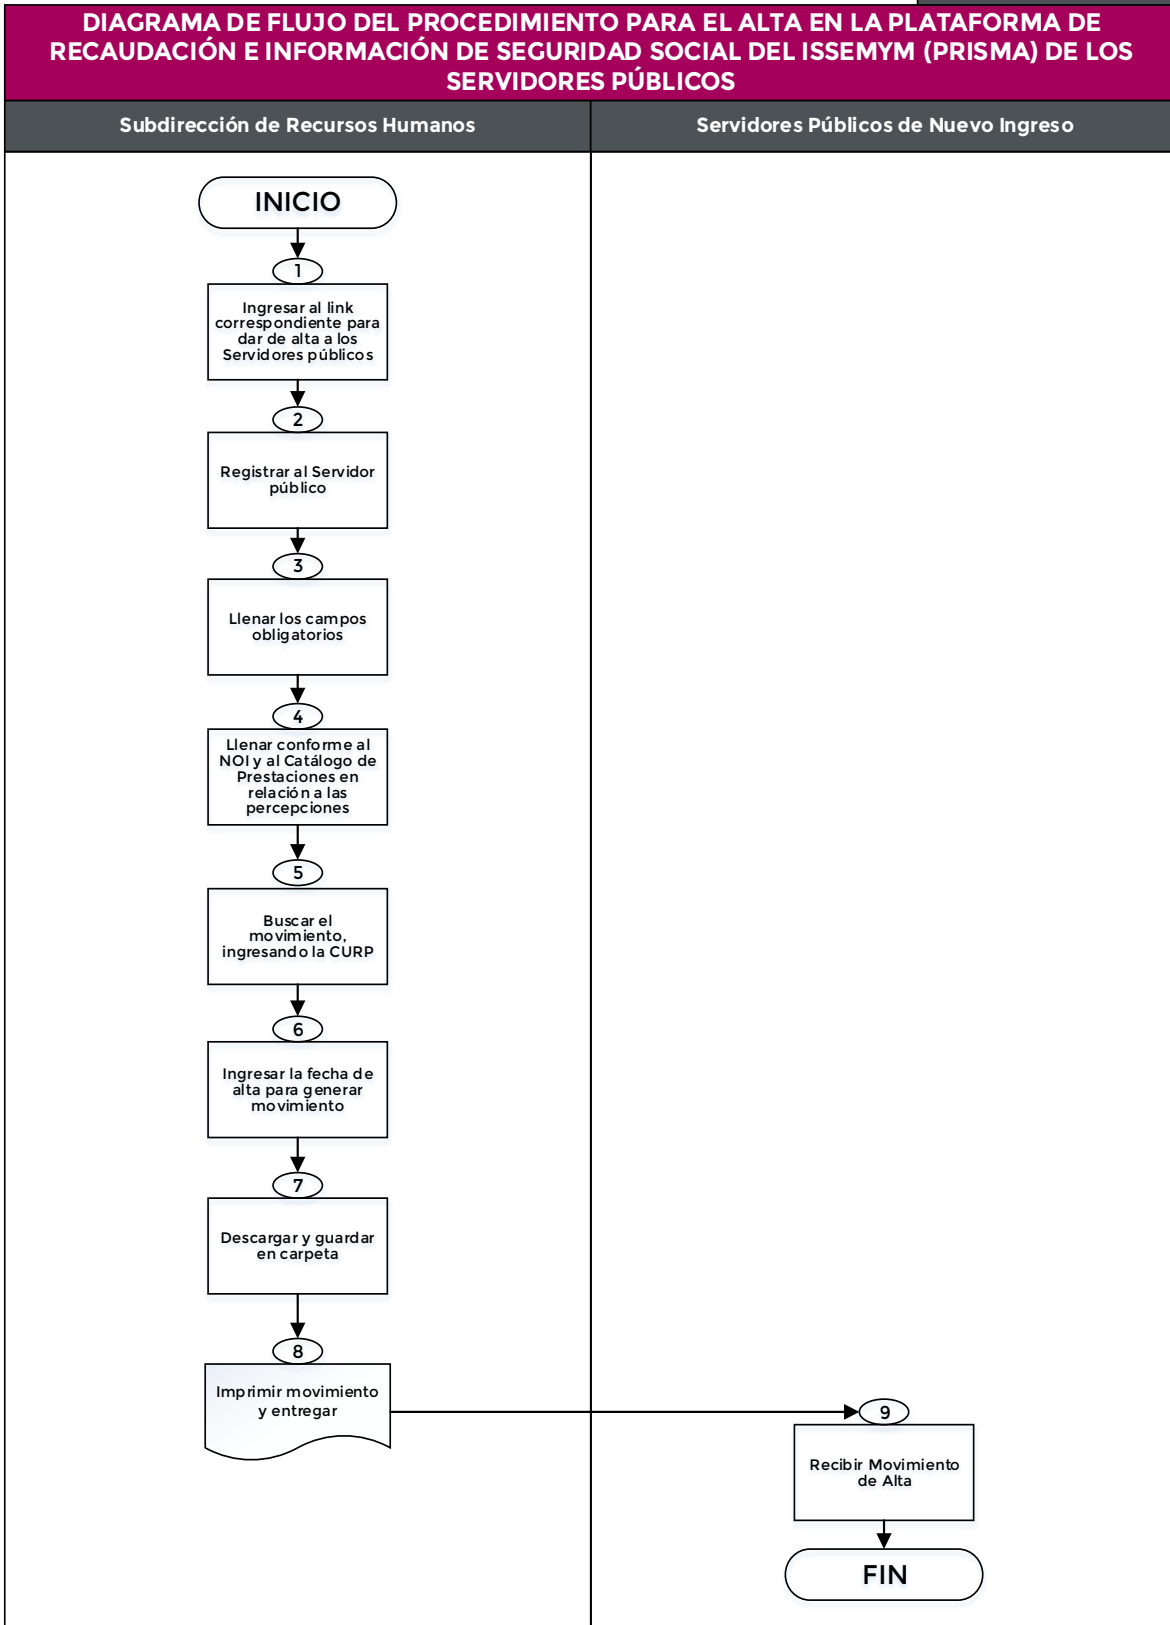 DIAGRAMA DE FLUJO DEL PROCEDIMIENTO PARA EL ALTA EN LA PLATAFORMA DE
RECAUDACIÓN E INFORMACIÓN DE SEGURIDAD SOCIAL DEL ISSEMYM (PRISMA) DE LOS
SERVIDORES PÚBLICOS
Subdirección de Recursos Humanos
Servidores Públicos de Nuevo Ingreso
INICIO
1
Ingresar al link
correspondiente para
dar de alta a los
Servidores públicos
2
Registrar al Servidor
público
3
Llenar los campos
obligatorios
4
Llenar conforme al
NOI y al Catálogo de
Prestaciones en
relación a las
percepciones
5
Buscar el
movimiento,
ingresando la CURP
6
Ingresar la fecha de
alta para generar
movimiento
7
Descargar y guardar
en carpeta
8
Imprimir movimiento
y entregar
9
Recibir Movimiento
de Alta
FIN